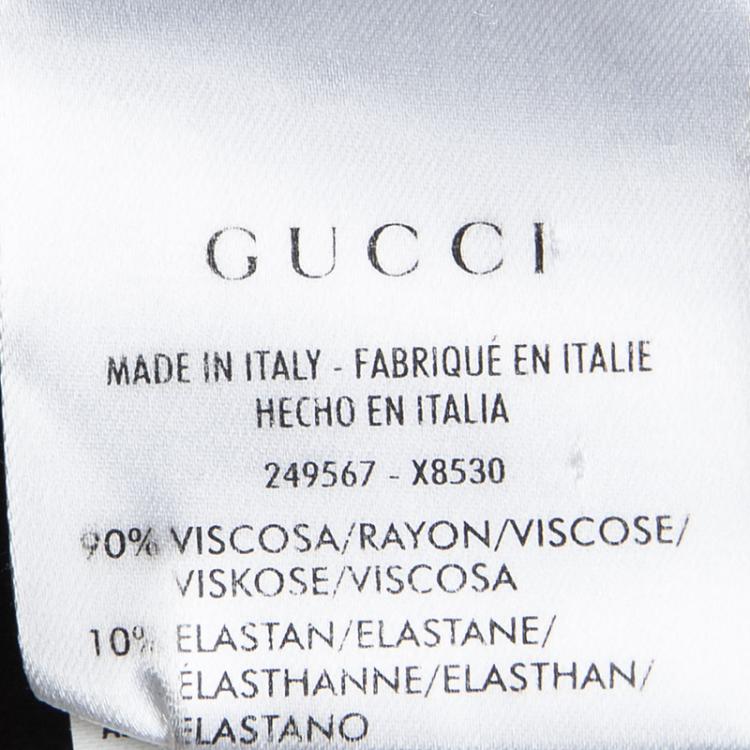 GUCCI
MADE IN ITALY - FABRIQUÉ EN ITALIE
HECHO EN ITALIA
249567 - X8530
90% VISCOSA/RAYON/VISCOSE/
VISKOSE/VISCOSA
10% ELASTAN/ELASTANE/
ÉLASTHANNE/ELASTHAN/
ELASTANO